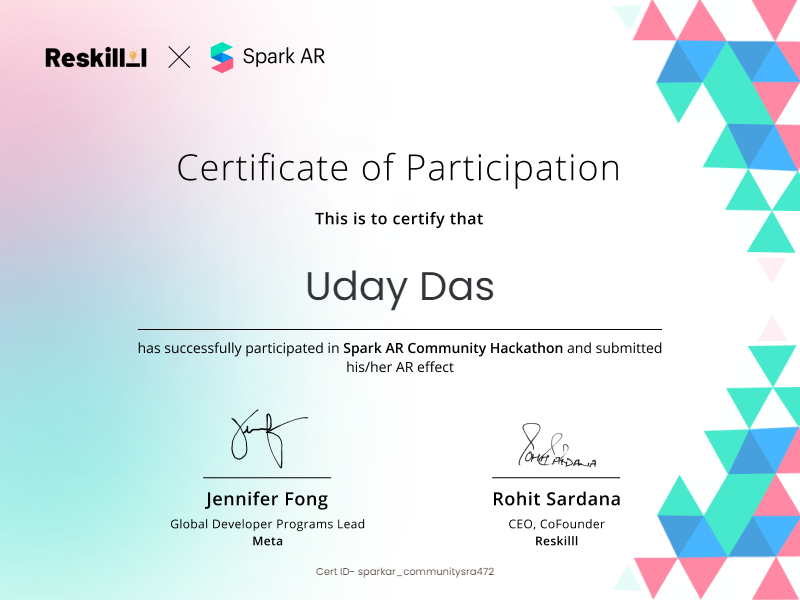 Reskilll Spark AR
Certificate of Participation
This is to certify that
Uday Das
has successfully participated in Spark AR Community Hackathon and submitted
his/her AR effect
Jennifer Fong
Global Developer Programs Lead
Meta
Rohit Sardana
CEO, CoFounder
Reskilll
Cert ID- sparkar_communitysra472